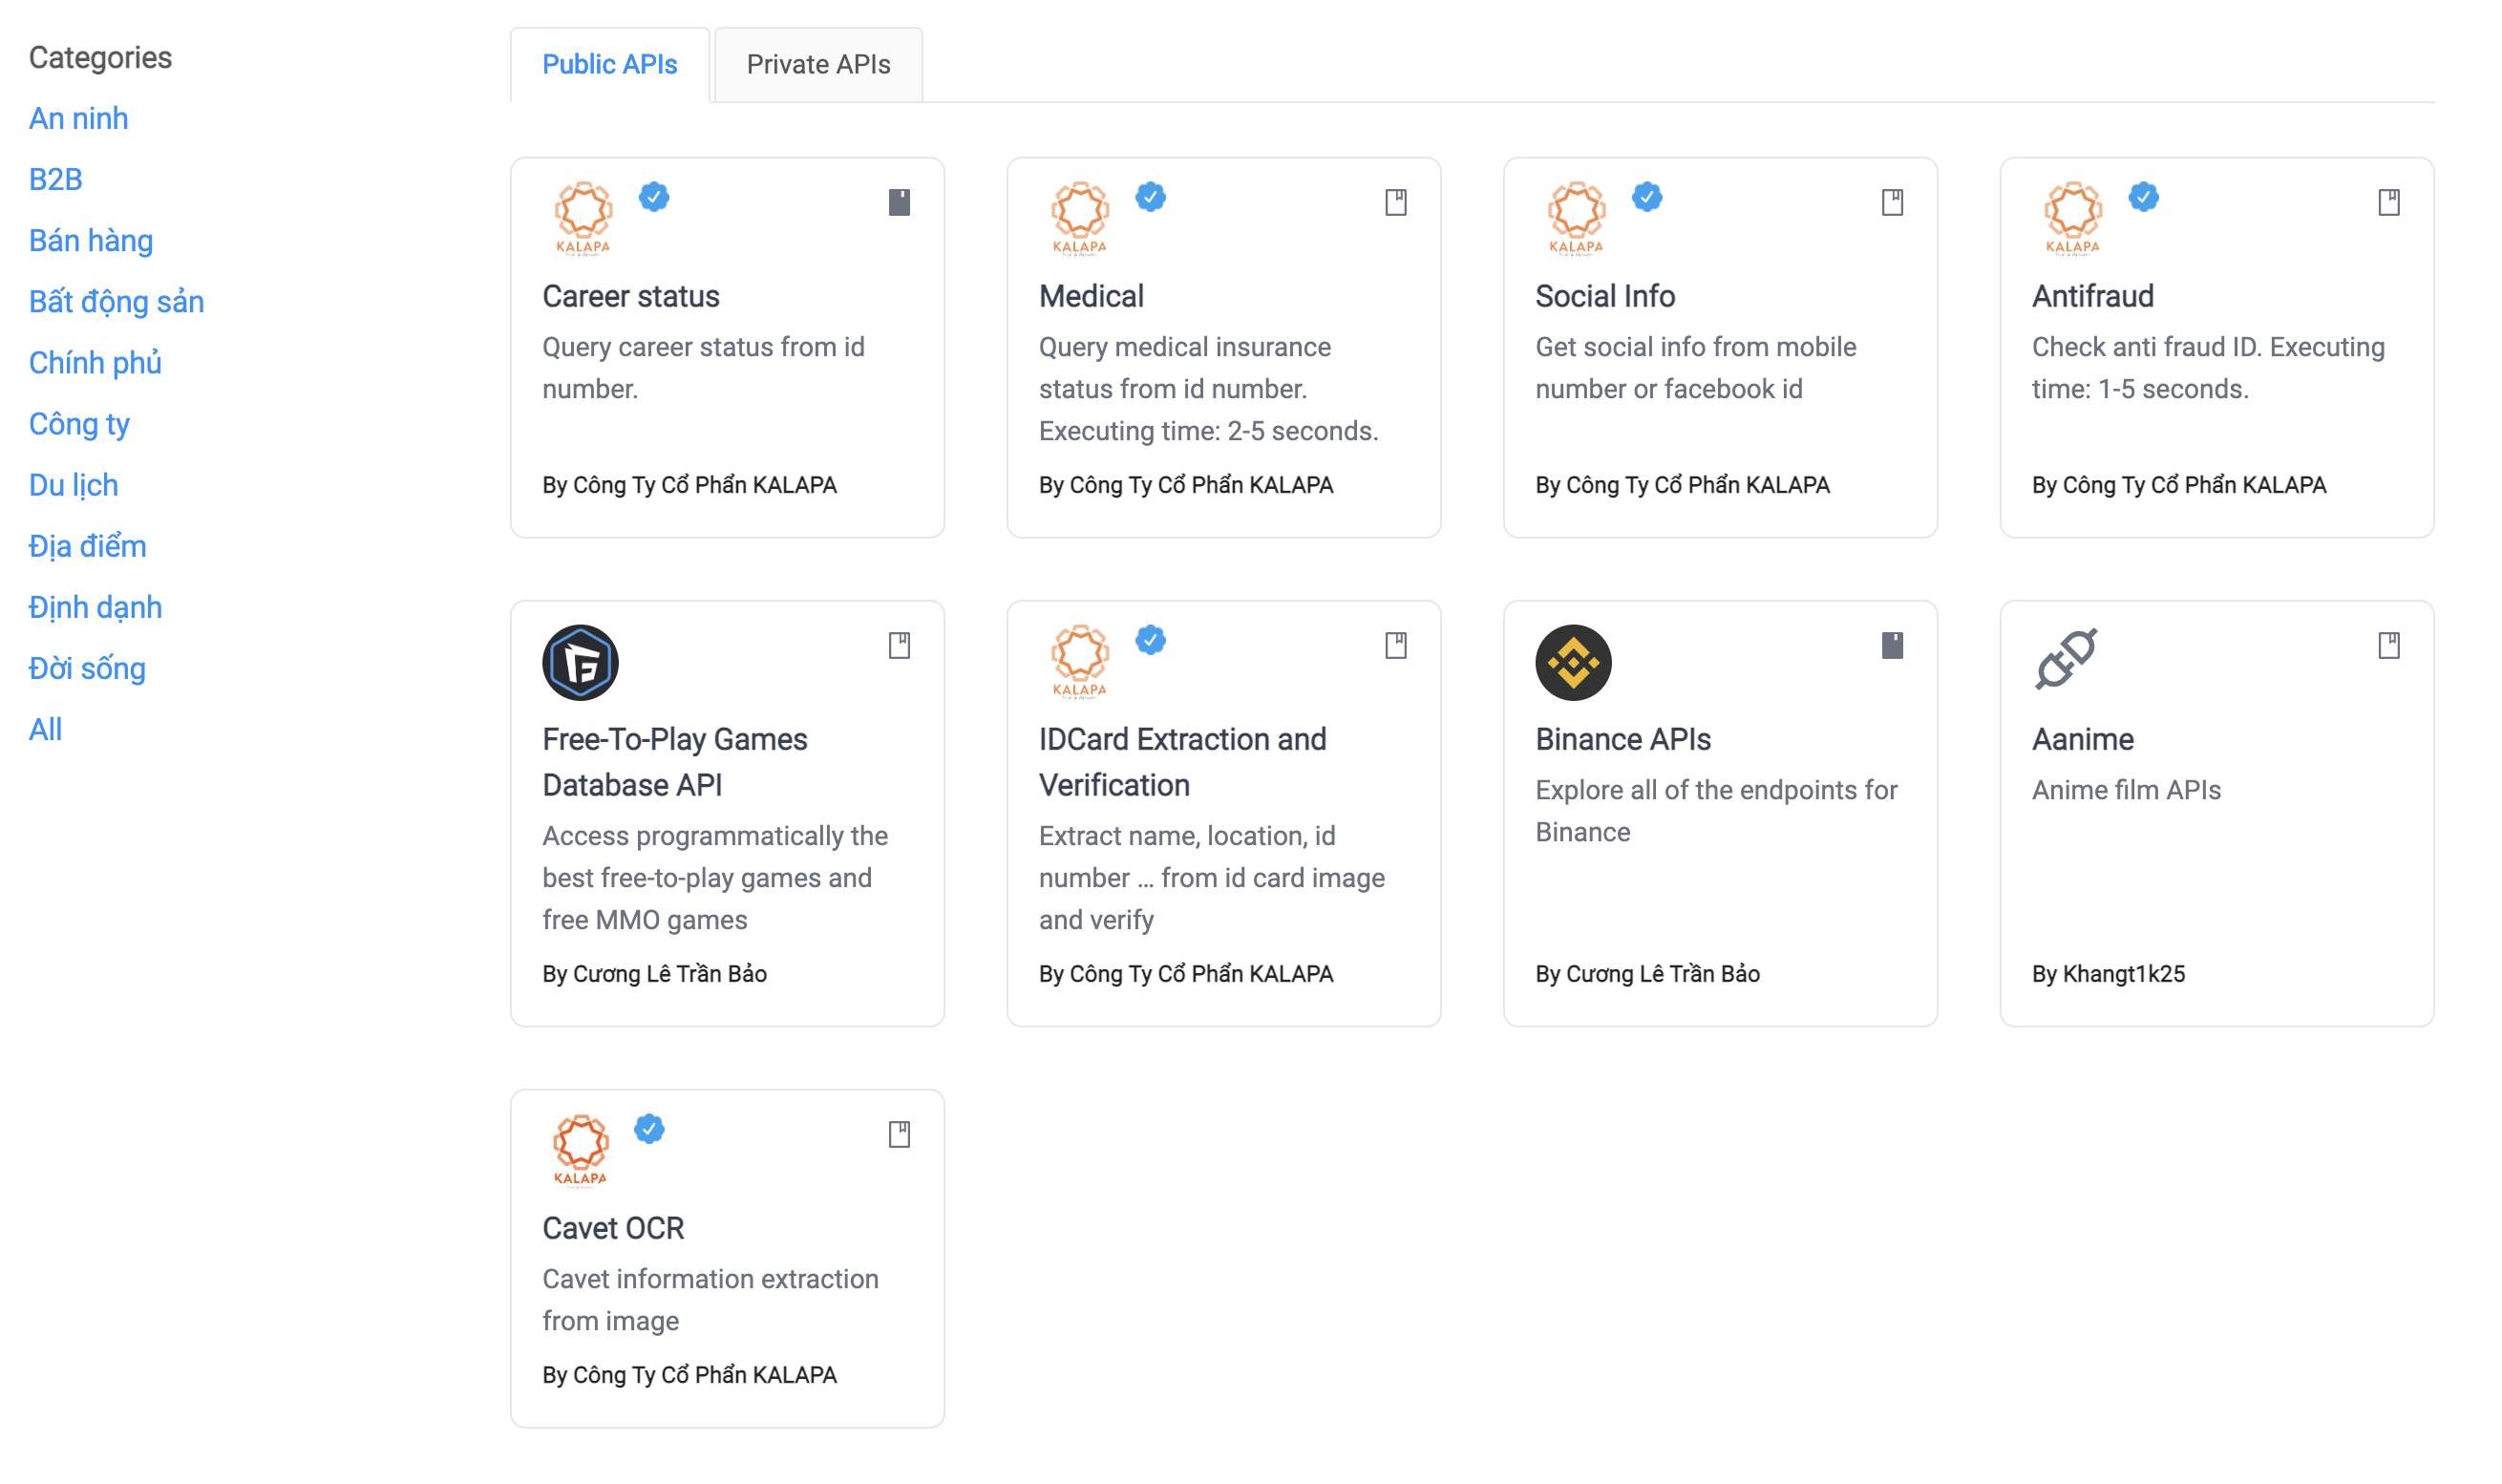 Categories
An ninh
B2B
Bán hàng
Bất động sản
Chính phủ
Công ty
Du lịch
Địa điểm
Định dạnh
Đời sống
All
Public APIs
Private APIs
KALAPA
Career status
Query career status from id
number.
By Công Ty Cổ Phẩn KALAPA
KALAPA
Medical
Query medical insurance
status from id number.
Executing time: 2-5 seconds.
By Công Ty Cổ Phẩn KALAPA
KALAPA
Social Info
Get social info from mobile
number or facebook id
By Công Ty Cổ Phẩn KALAPA
KALAPA
Antifraud
Check anti fraud ID. Executing
time: 1-5 seconds.
By Công Ty Cổ Phẩn KALAPA
Free-To-Play Games
Database API
Access programmatically the
best free-to-play games and
free MMO games
By Cương Lê Trần Bảo
KALAPA
IDCard Extraction and
Verification
Extract name, location, id
number ... from id card image
and verify
By Công Ty Cổ Phẩn KALAPA
Binance APIs
Explore all of the endpoints for
Binance
By Cương Lê Trần Bảo
Aanime
Anime film APIs
By Khangt1k25
KALAPA
Cavet OCR
Cavet information extraction
from image
By Công Ty Cổ Phẩn KALAPA